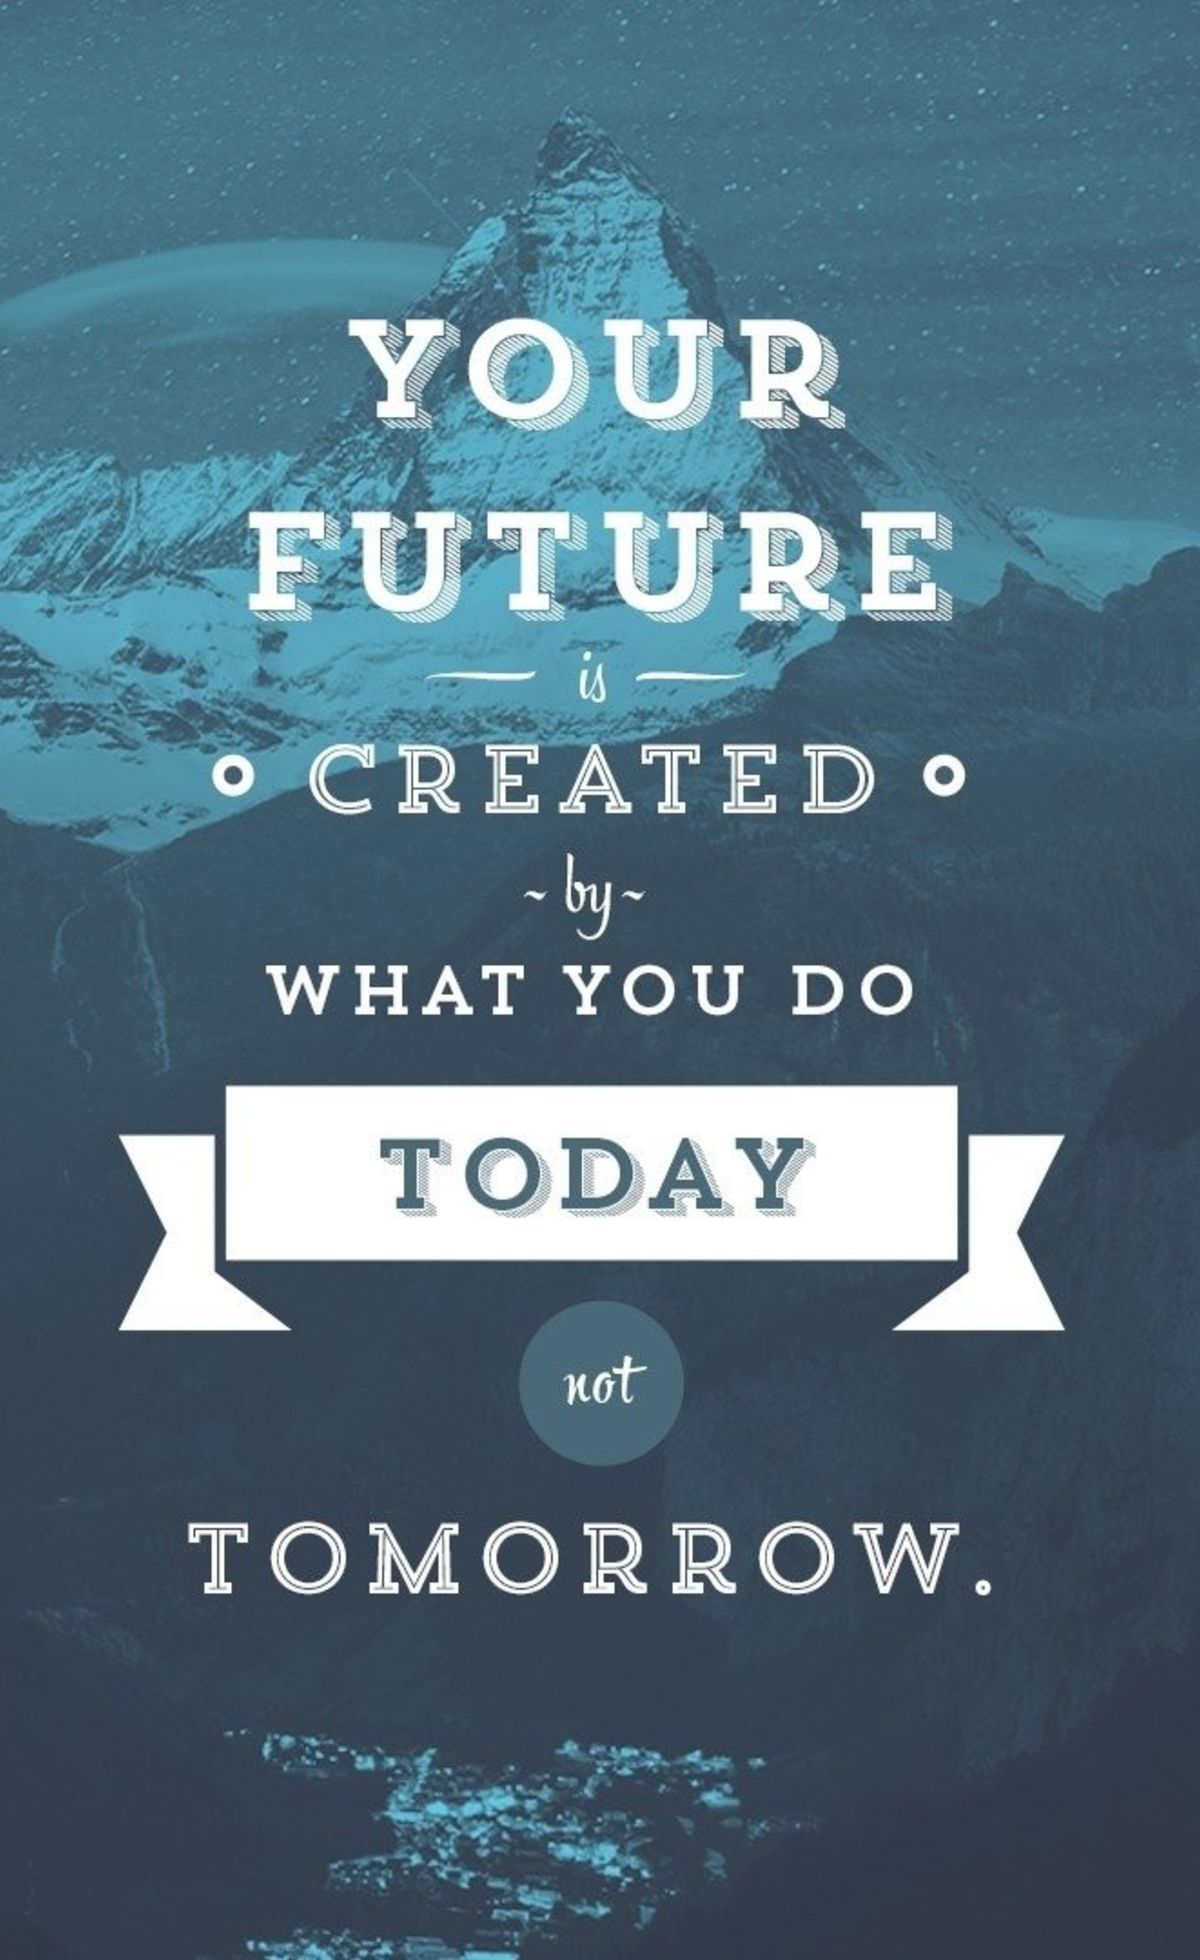 YOUR
FUTURE
is
CREATED
~ by ~
WHAT YOU DO
TODAY
not
TOMORROW.